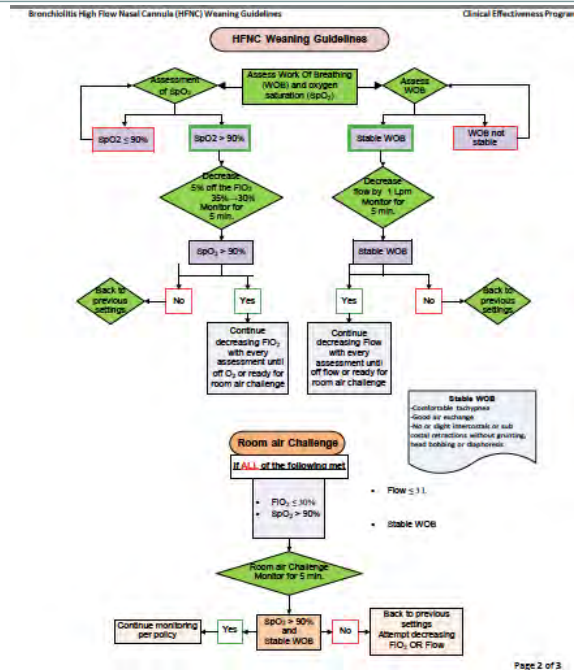 Bronchiolitis High Flow Nasal Cannula (HFNC) Weaning Guidelines
Clinical Effectiveness Program
HFNC Weaning Guidelines
Assessment
of SpO₂
Assess Work Of Breathing
(WOB) and oxygen
saturation (SpO₂)
Assess
WOB
SpO2 ≤ 90%
SpO2 > 90%
Stable WOB
WOB not
stable
Decrease
5% off the FIO₂
35%→30%
Monitor for
5 min.
Decrease
flow by 1 Lpm
Monitor for
5 min.
SpO₂ > 90%
Stable WOB
Back to
previous
settings
No
Yes
Yes
No
Back to
previous
settings
Continue
decreasing FIO₂
with every
assessment until
off O₂ or ready for
room air challenge
Continue
decreasing Flow
with every
assessment until
off flow or ready for
room air challenge
Stable WOB
-Comfortable tachypnea
-Good air exchange
-No or slight intercostals or sub
costal retractions without grunting,
head bobbing or diaphoresis
Room air Challenge
If ALL of the following met
• FIO₂ ≤ 30%
• SpO₂ > 90%
• Flow ≤ 3 L
• Stable WOB
Room air Challenge
Monitor for 5 min.
Continue monitoring
per policy
Yes
SpO₂ > 90%
and
Stable WOB
No
Back to previous
settings
Attempt decreasing
FIO₂ OR Flow
Page 2 of 3